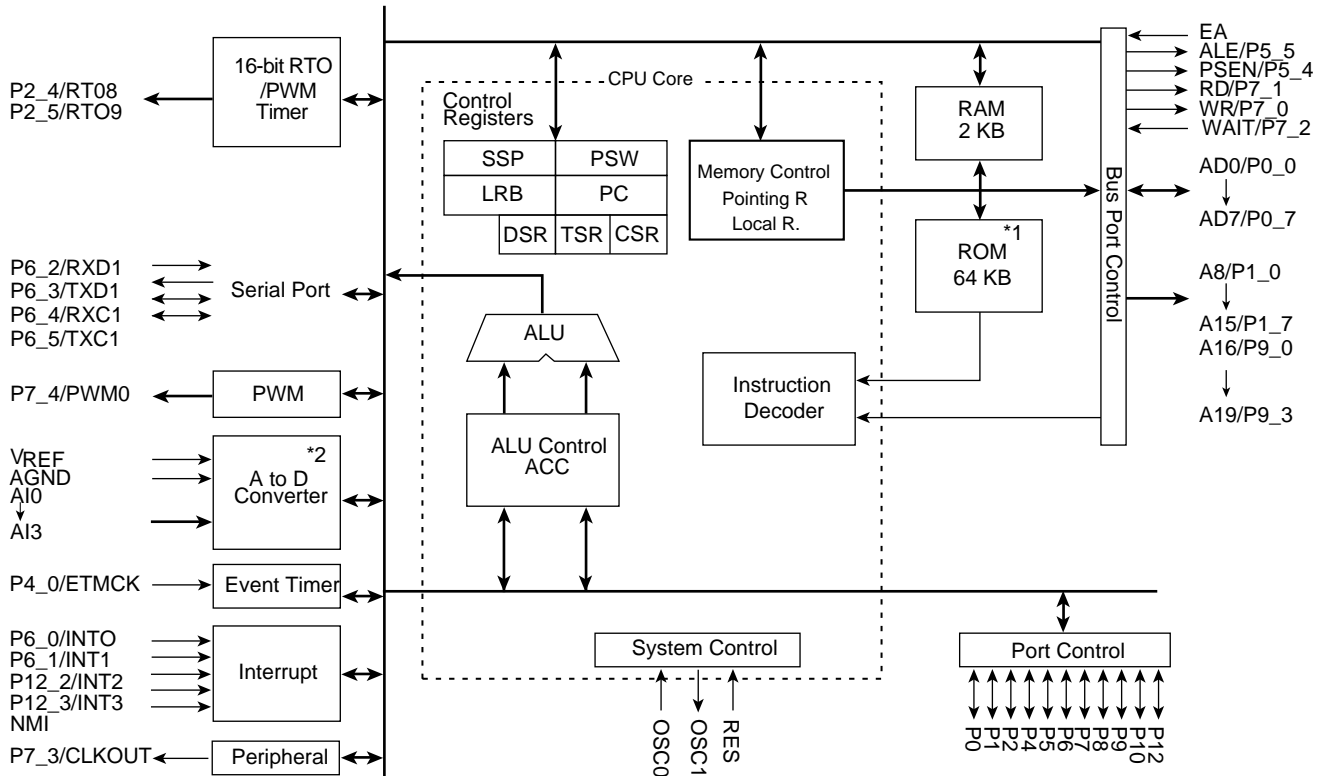 P2_4/RT08
P2_5/RTO9
16-bit RTO
/PWM
Timer
P6_2/RXD1
P6_3/TXD1
P6_4/RXC1
P6_5/TXC1
Serial Port
P7_4/PWM0
PWM
VREF
AGND
AI0
AI3
*2
A to D
Converter
P4_0/ETMCK
Event Timer
P6_0/INTO
P6_1/INT1
P12_2/INT2
P12_3/INT3
NMI
Interrupt
P7_3/CLKOUT
Peripheral
CPU Core
Control
Registers
SSP
PSW
LRB
PC
DSR
TSR
CSR
ALU
ALU Control
ACC
Memory Control
Pointing R
Local R.
Instruction
Decoder
System Control
OSC0
OSC1
RES
RAM
2 KB
*1
ROM
64 KB
Bus Port Control
EA
ALE/P5_5
PSEN/P5_4
RD/P7_1
WR/P7_0
WAIT/P7_2
AD0/P0_0
AD7/P0_7
A8/P1_0
A15/P1_7
A16/P9_0
A19/P9_3
Port Control
P0
P1
P2
P4
P5
P6
P7
P8
P9
P10
P12